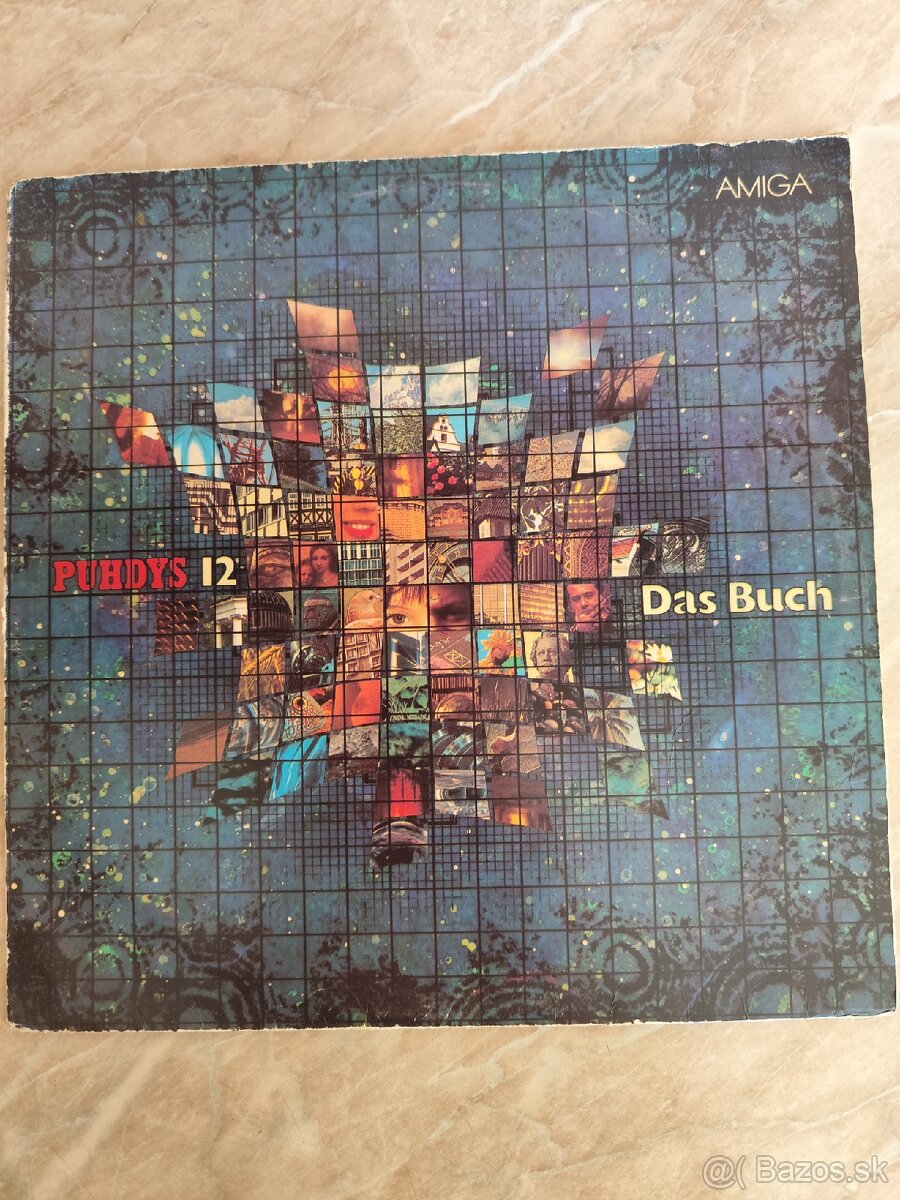 AMIGA
PUHDYS 12
Das Buch
@( Bazos.sk